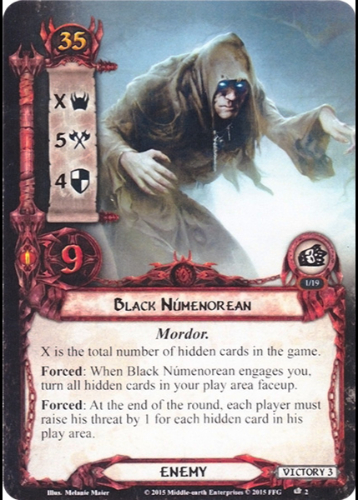 35
X
5
4
9
1/19
BLACK NÚMENOREAN
Mordor.
X is the total number of hidden cards in the game.
Forced: When Black Númenorean engages you,
turn all hidden cards in your play area faceup.
Forced: At the end of the round, each player must
raise his threat by 1 for each hidden card in
his play area.
ENEMY
VICTORY 3
Illus. Melanie Maier
© 2015 Middle-earth Enterprises © 2015 FFG
2